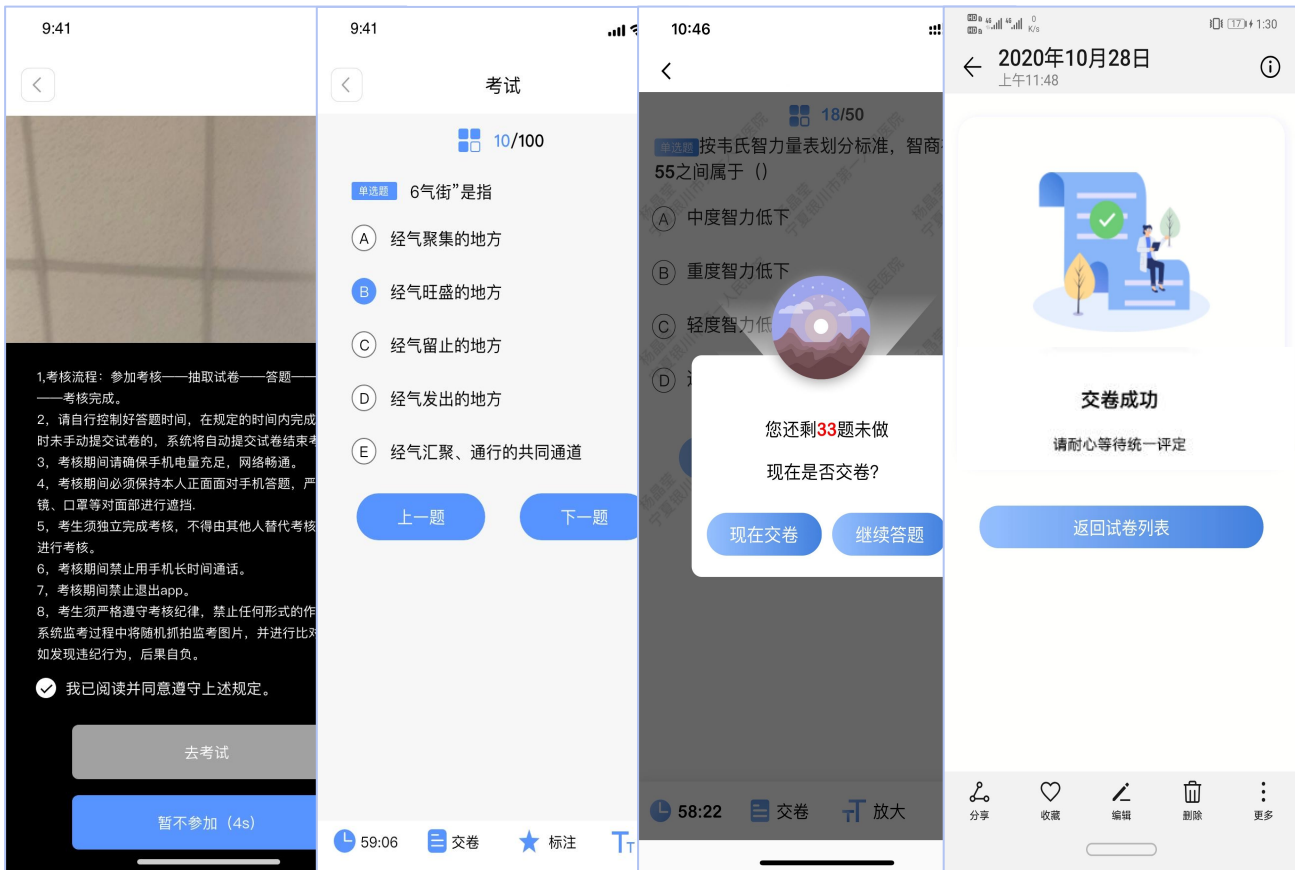 9:41
1,考核流程：参加考核——抽取试卷——答题——
——考核完成。
2，请自行控制好答题时间，在规定的时间内完成
时未手动提交试卷的，系统将自动提交试卷结束考
3，考核期间请确保手机电量充足，网络畅通。
4，考核期间必须保持本人正面面对手机答题，严
镜、口罩等对面部进行遮挡.
5，考生须独立完成考核，不得由其他人替代考核
进行考核。
6，考核期间禁止用手机长时间通话。
7，考核期间禁止退出app。
8，考生须严格遵守考核纪律，禁止任何形式的作
系统监考过程中将随机抓拍监考图片，并进行比对
如发现违纪行为，后果自负。
我已阅读并同意遵守上述规定。
去考试
暂不参加（4s）
9:41
考试
10/100
单选题 6气街”是指
A 经气聚集的地方
B 经气旺盛的地方
C 经气留止的地方
D 经气发出的地方
E 经气汇聚、通行的共同通道
上一题 下一题
59:06 交卷 标注 TT
10:46
18/50
单选题 按韦氏智力量表划分标准，智商
55之间属于（）
A 中度智力低下
B 重度智力低下
C 轻度智力低
D
您还剩33题未做
现在是否交卷?
现在交卷 继续答题
58:22 交卷 TT 放大
HD 46 46 0 K/s 17 1:30
2020年10月28日
上午11:48
交卷成功
请耐心等待统一评定
返回试卷列表
分享 收藏 编辑 删除 更多